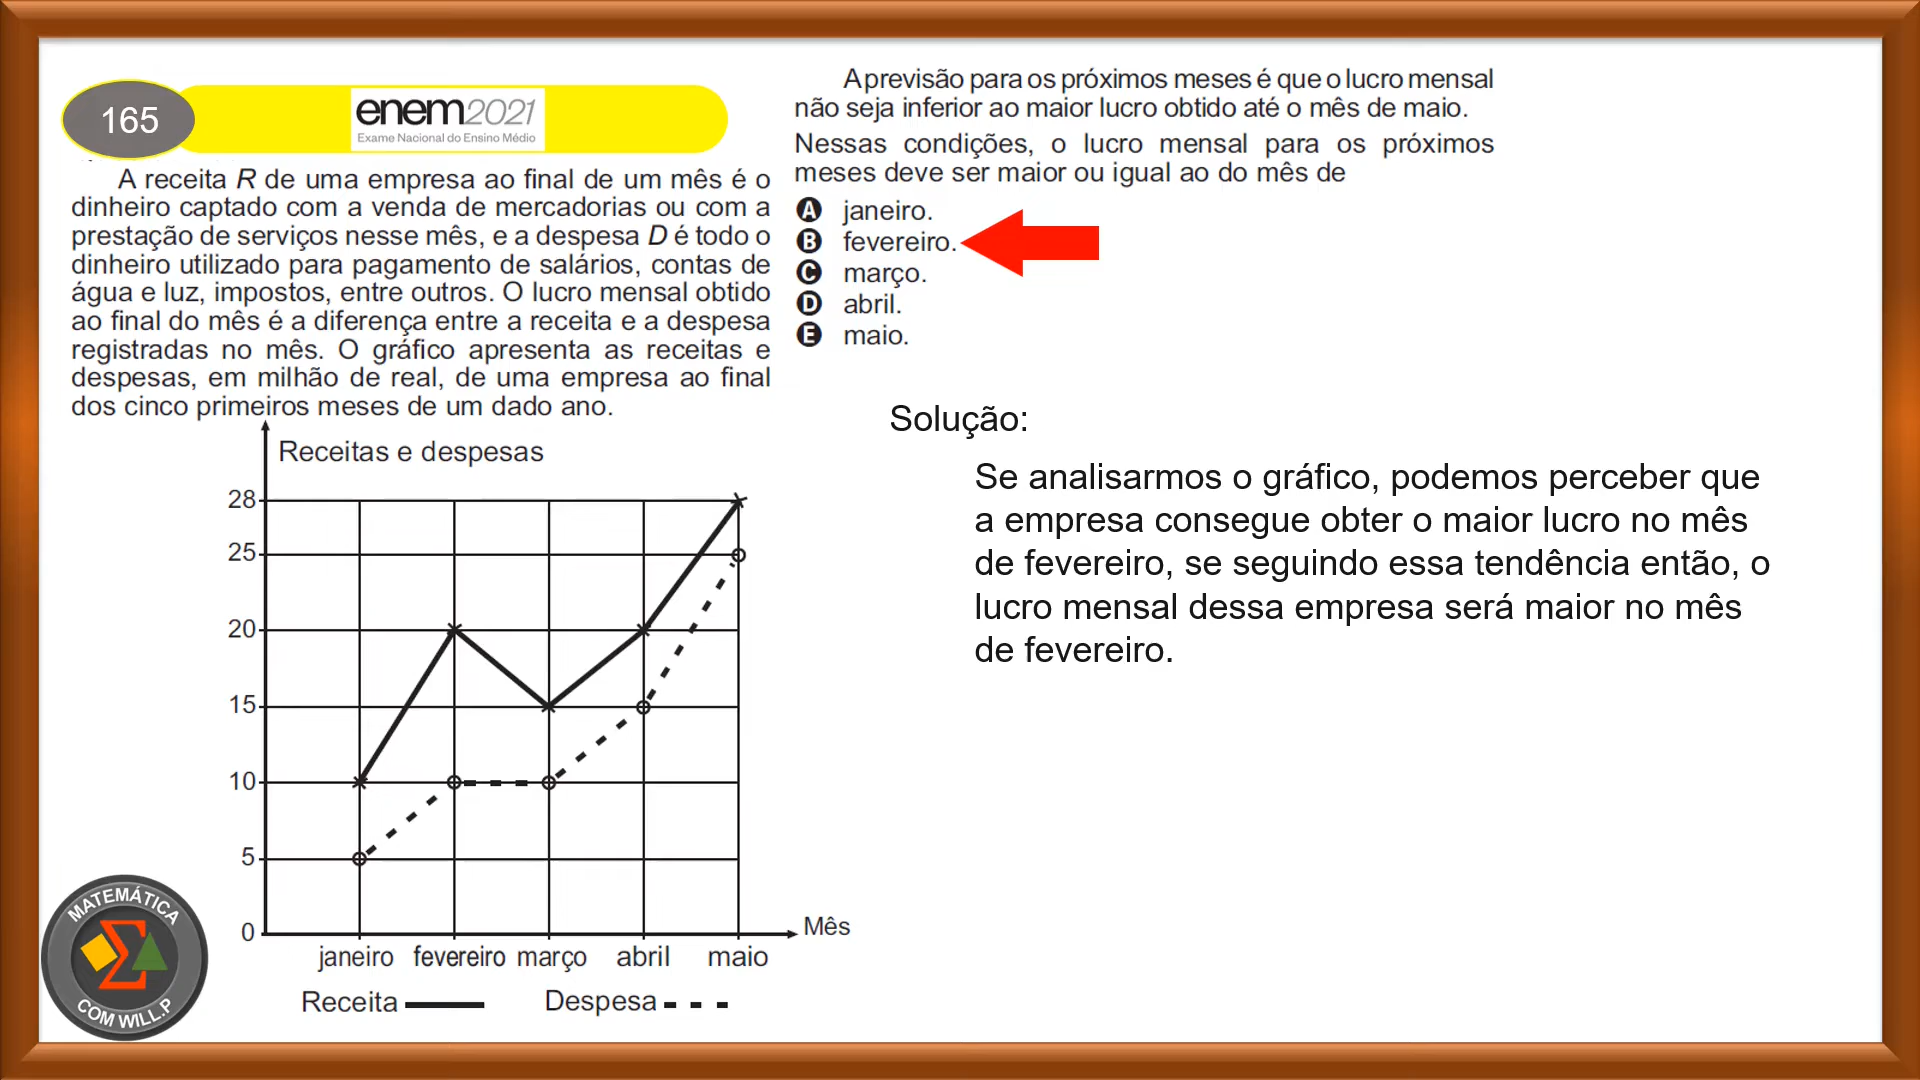 165
enem2021
Exame Nacional do Ensino Médio
A receita R de uma empresa ao final de um mês é o
dinheiro captado com a venda de mercadorias ou com a
prestação de serviços nesse mês, e a despesa D é todo o
dinheiro utilizado para pagamento de salários, contas de
água e luz, impostos, entre outros. O lucro mensal obtido
ao final do mês é a diferença entre a receita e a despesa
registradas no mês. O gráfico apresenta as receitas e
despesas, em milhão de real, de uma empresa ao final
dos cinco primeiros meses de um dado ano.
Receitas e despesas
28
25
20
15
10
5
0
Mês
janeiro fevereiro março abril maio
Receita Despesa
A previsão para os próximos meses é que o lucro mensal
não seja inferior ao maior lucro obtido até o mês de maio.
Nessas condições, o lucro mensal para os próximos
meses deve ser maior ou igual ao do mês de
A janeiro.
B fevereiro.
C março.
D abril.
E maio.
Solução:
Se analisarmos o gráfico, podemos perceber que
a empresa consegue obter o maior lucro no mês
de fevereiro, se seguindo essa tendência então, o
lucro mensal dessa empresa será maior no mês
de fevereiro.
MATEMÁTICA
COM WILL.P